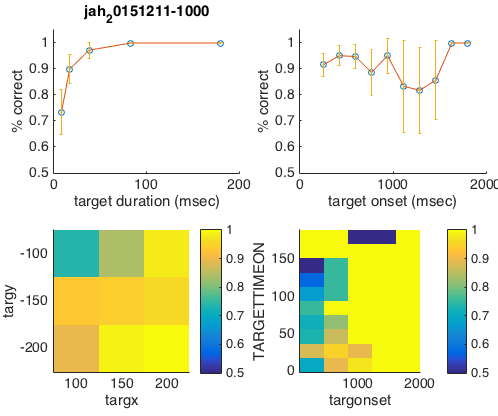 jah₂0151211-1000
% correct
1
0.9
0.8
0.7
0.6
0.5
0 100 200
target duration (msec)
% correct
1
0.9
0.8
0.7
0.6
0.5
0 1000 2000
target onset (msec)
targy
-100
-150
-200
100 150 200
targx
1
0.9
0.8
0.7
0.6
0.5
TARGETTIMEON
150
100
50
0
1000 2000
targonset
1
0.9
0.8
0.7
0.6
0.5